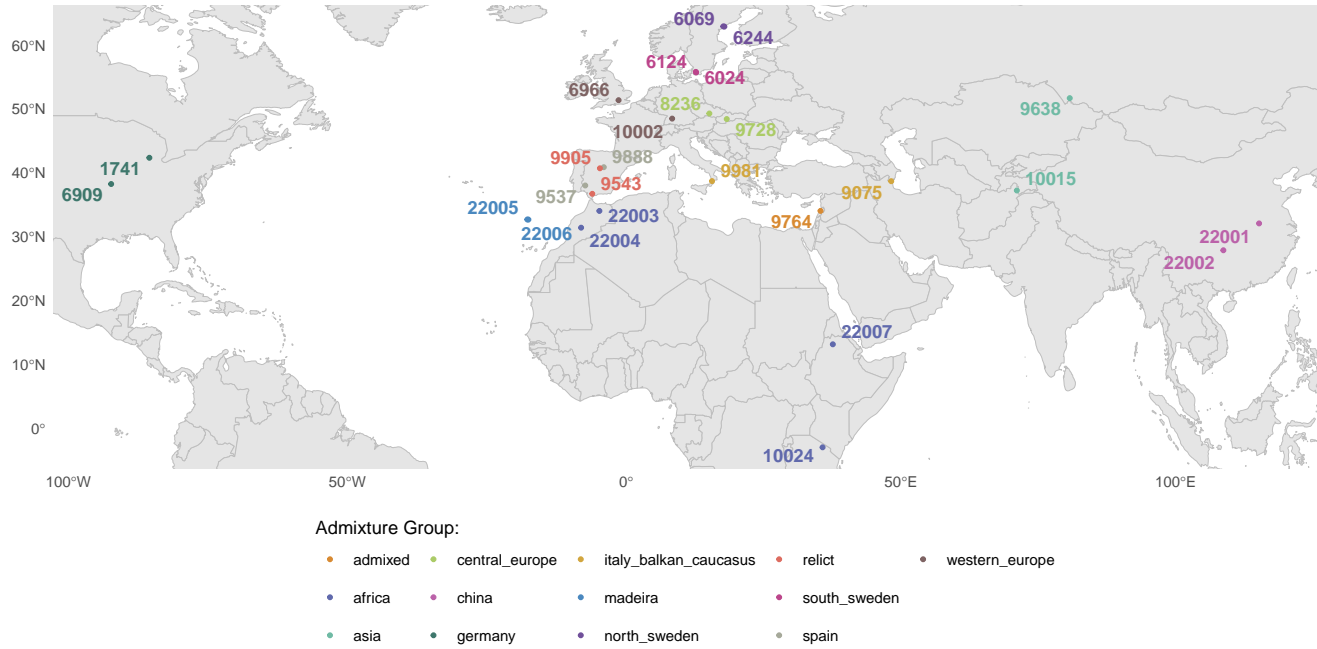 6069
60°N
6244
6124
6024
6966
8236
9638
50°N
10002
9728
1741
9905
9888
9981
40°N
6909
9537
9543
9075
10015
22005
22003
9764
22006
22004
22001
30°N
22002
20°N
22007
10°N
0°
10024
100°W
50°W
0°
50°E
100°E
Admixture Group:
admixed
central_europe
italy_balkan_caucasus
relict
western_europe
africa
china
madeira
south_sweden
asia
germany
north_sweden
spain